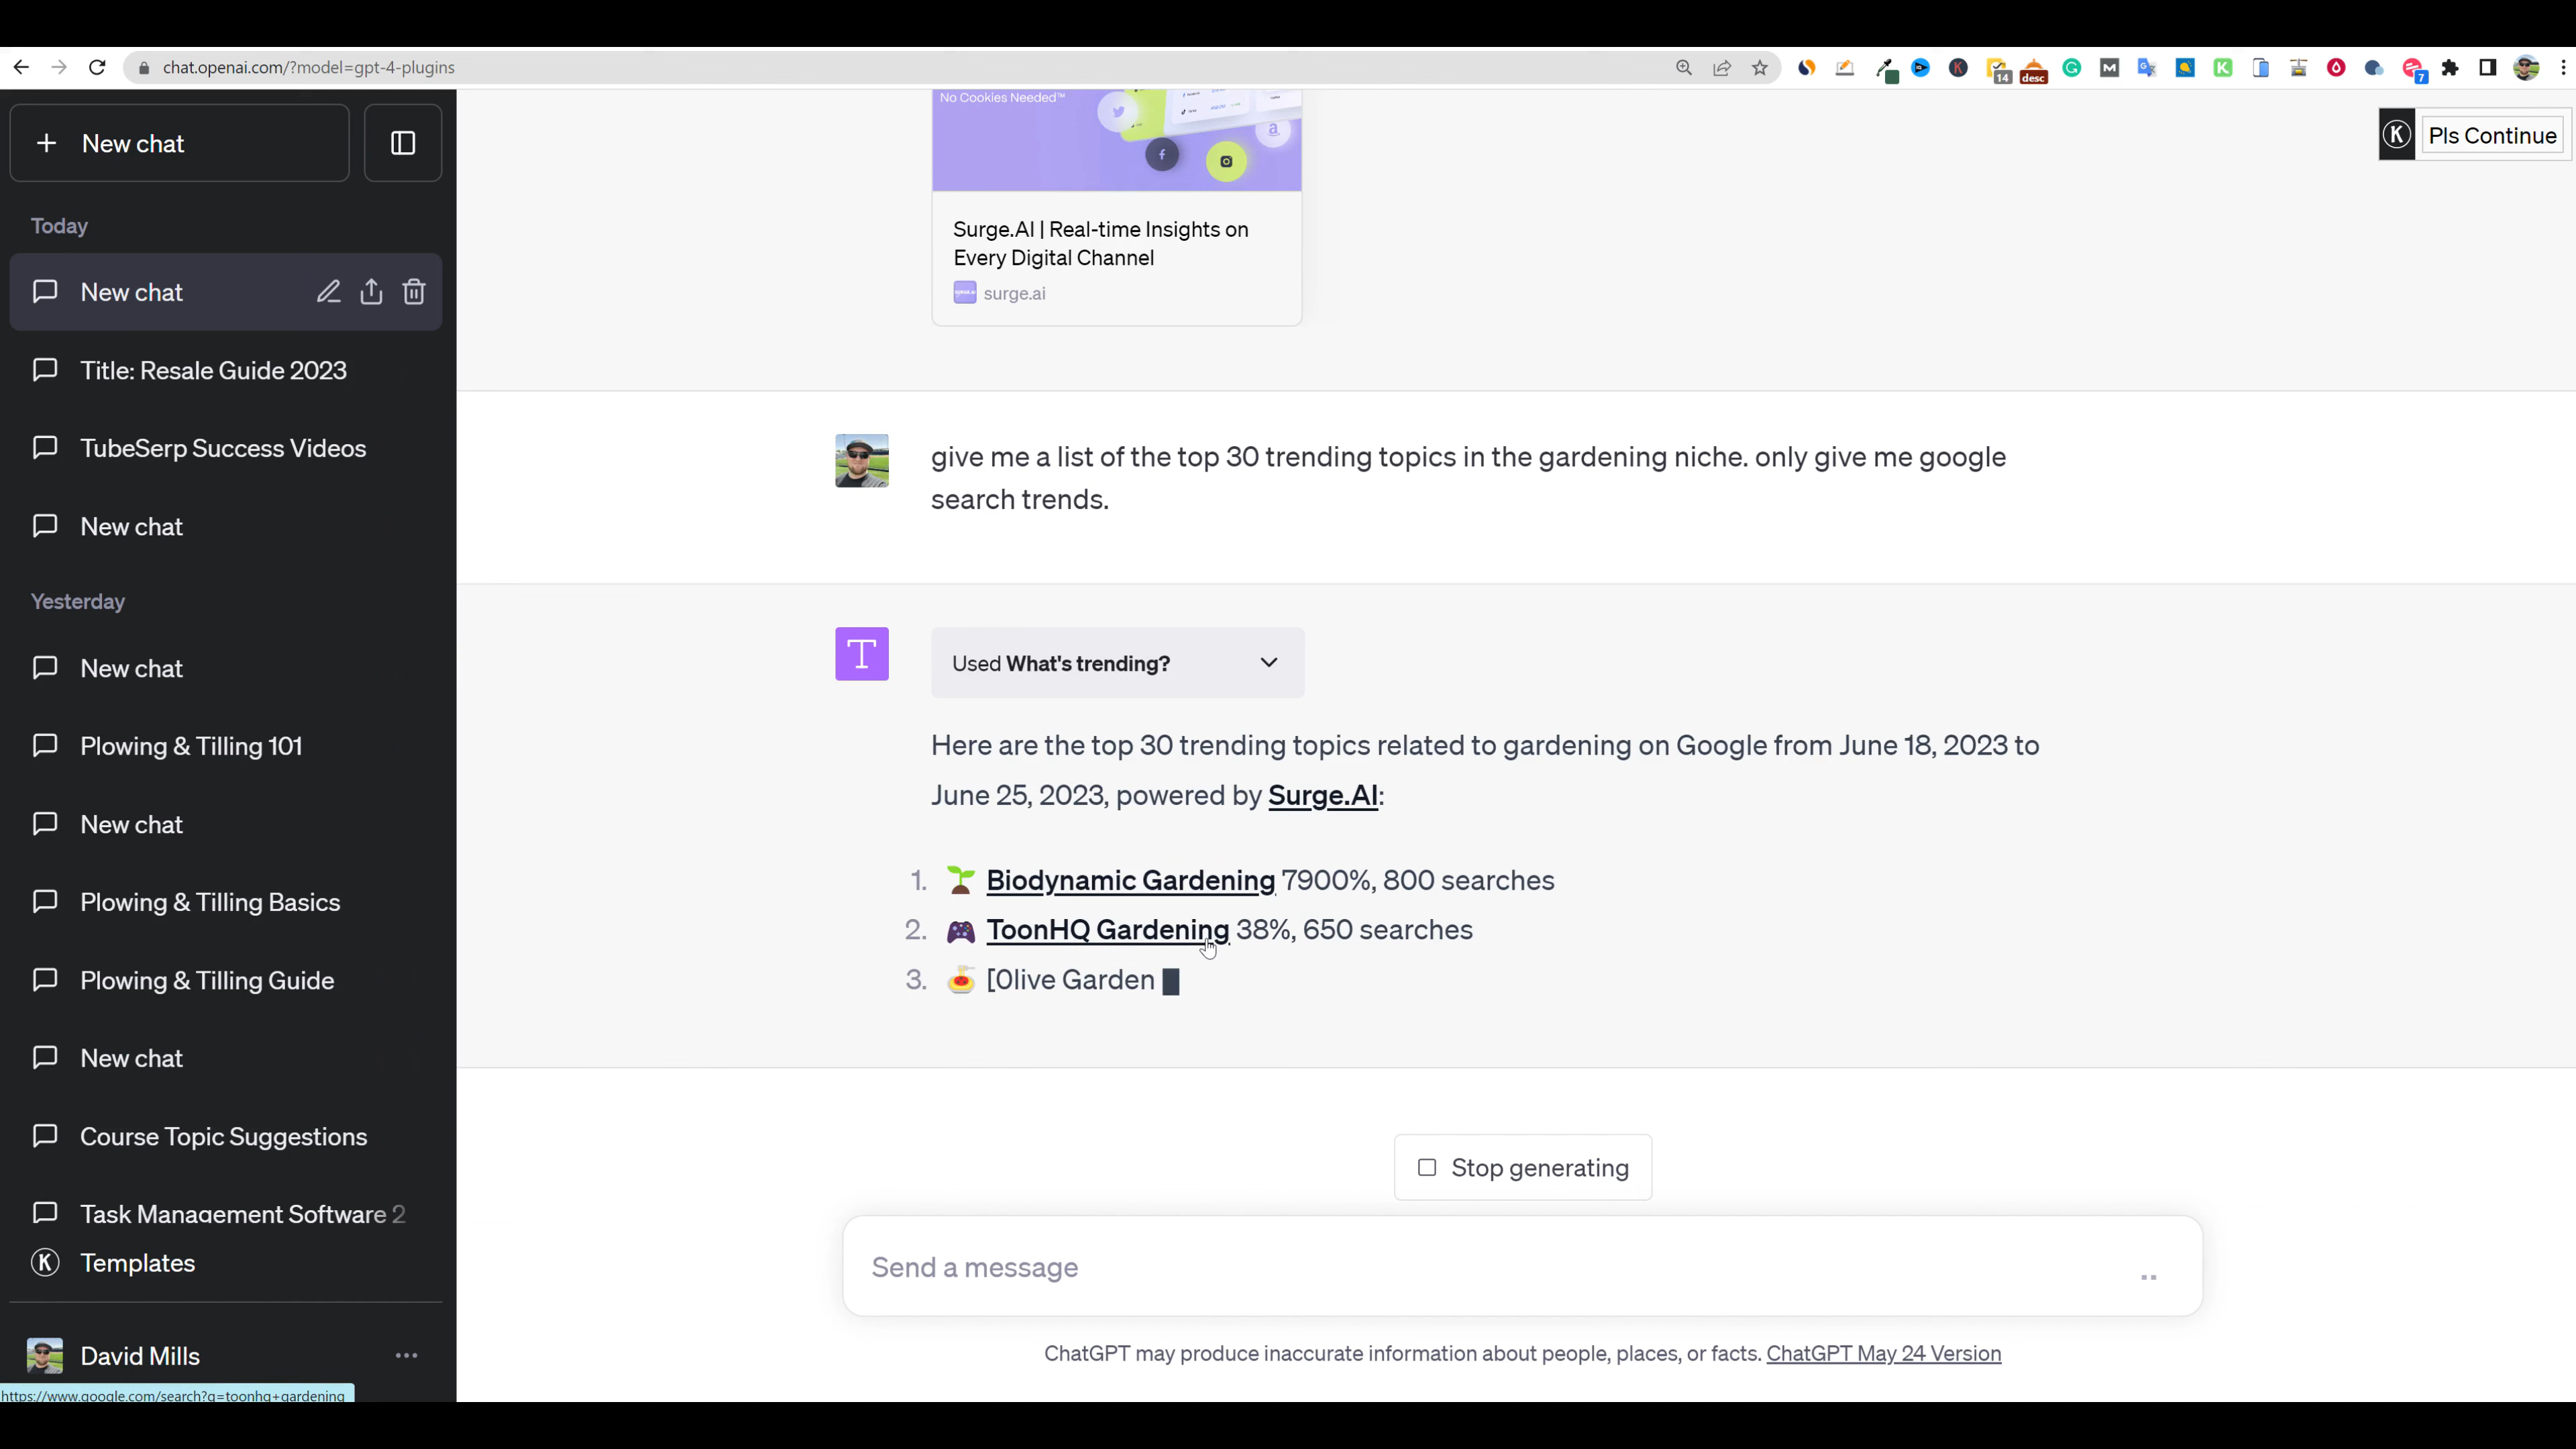 chat.openai.com/?model=gpt-4-plugins
14
desc
7
New chat
Today
New chat
Title: Resale Guide 2023
TubeSerp Success Videos
New chat
Yesterday
New chat
Plowing & Tilling 101
New chat
Plowing & Tilling Basics
Plowing & Tilling Guide
New chat
Course Topic Suggestions
Task Management Software 2
K Templates
David Mills
https://www.google.com/search?q=toonhq+gardening
No Cookies Needed™
K Pls Continue
Surge.AI | Real-time Insights on
Every Digital Channel
surge.ai
give me a list of the top 30 trending topics in the gardening niche. only give me google
search trends.
T
Used What's trending?
Here are the top 30 trending topics related to gardening on Google from June 18, 2023 to
June 25, 2023, powered by Surge.AI:
1. Biodynamic Gardening 7900%, 800 searches
2. ToonHQ Gardening 38%, 650 searches
3. [Olive Garden
Stop generating
Send a message
ChatGPT may produce inaccurate information about people, places, or facts. ChatGPT May 24 Version